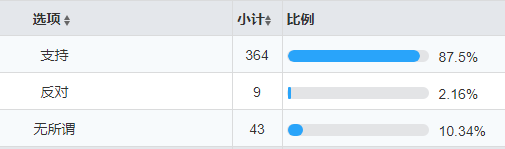 选项 小计 比例
支持 364 87.5%
反对 9 2.16%
无所谓 43 10.34%